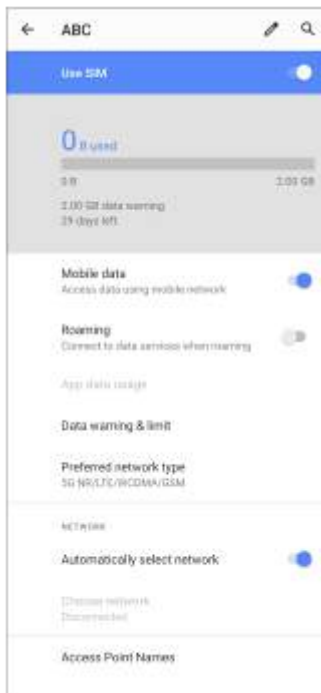 ABC
Use SIM
0 B used
0 B 2.00 GB
2.00 GB data warning
29 days left
Mobile data
Access data using mobile network
Roaming
Connect to data services when roaming
App data usage
Data warning & limit
Preferred network type
5G NR/LTE/WCDMA/GSM
NETWORK
Automatically select network
Choose network
Disconnected
Access Point Names